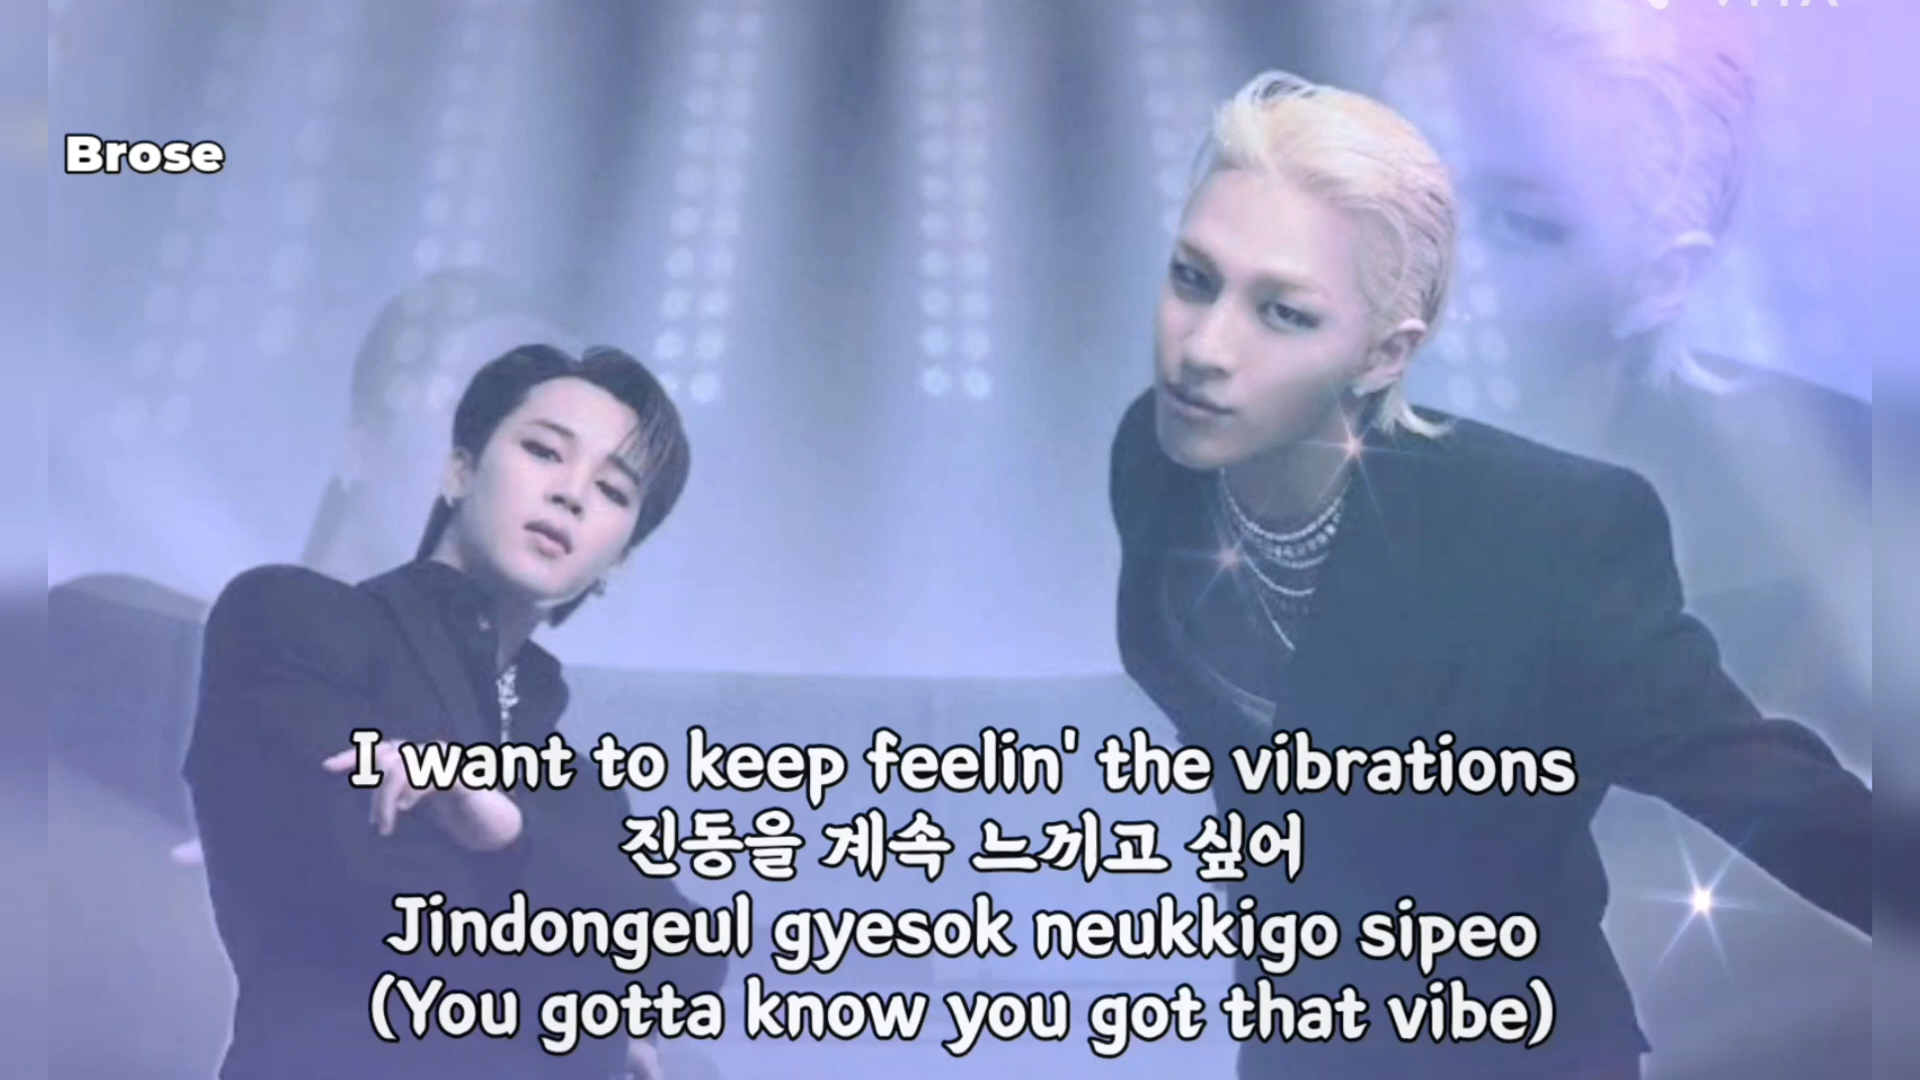 Brose
I want to keep feelin' the vibrations
진동을 계속 느끼고 싶어
Jindongeul gyesok neukkigo sipeo
(You gotta know you got that vibe)